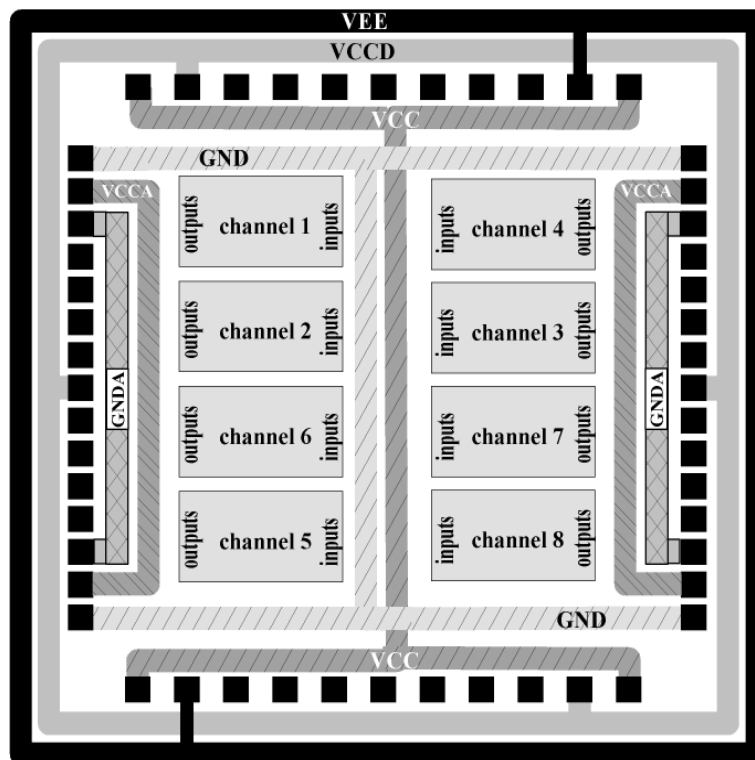 VEE
VCCD
VCC
GND
VCCA
VCCA
outputs channel 1 inputs
inputs channel 4 outputs
outputs channel 2 inputs
inputs channel 3 outputs
GNDA
GNDA
outputs channel 6 inputs
inputs channel 7 outputs
outputs channel 5 inputs
inputs channel 8 outputs
GND
VCC